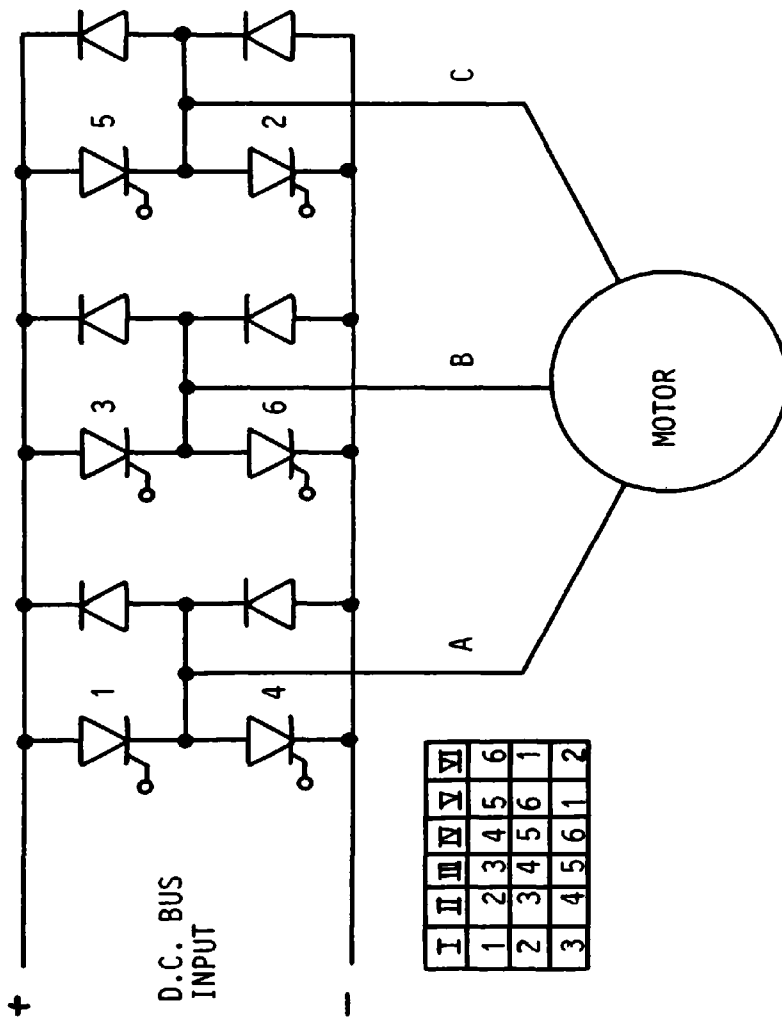 +
1 3 5
D.C. BUS
INPUT
4 6 2
-
A B C
I II III IV V VI
1 2 3 4 5 6
2 3 4 5 6 1
3 4 5 6 1 2
MOTOR